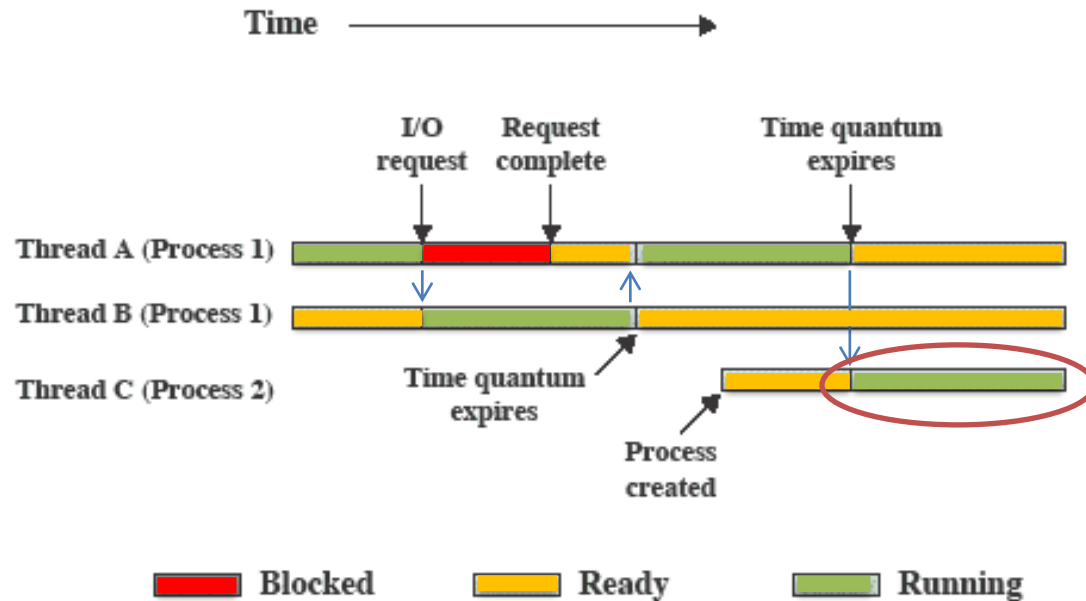 Time
I/O
request
Request
complete
Time quantum
expires
Thread A (Process 1)
Thread B (Process 1)
Time quantum
expires
Thread C (Process 2)
Process
created
Blocked
Ready
Running